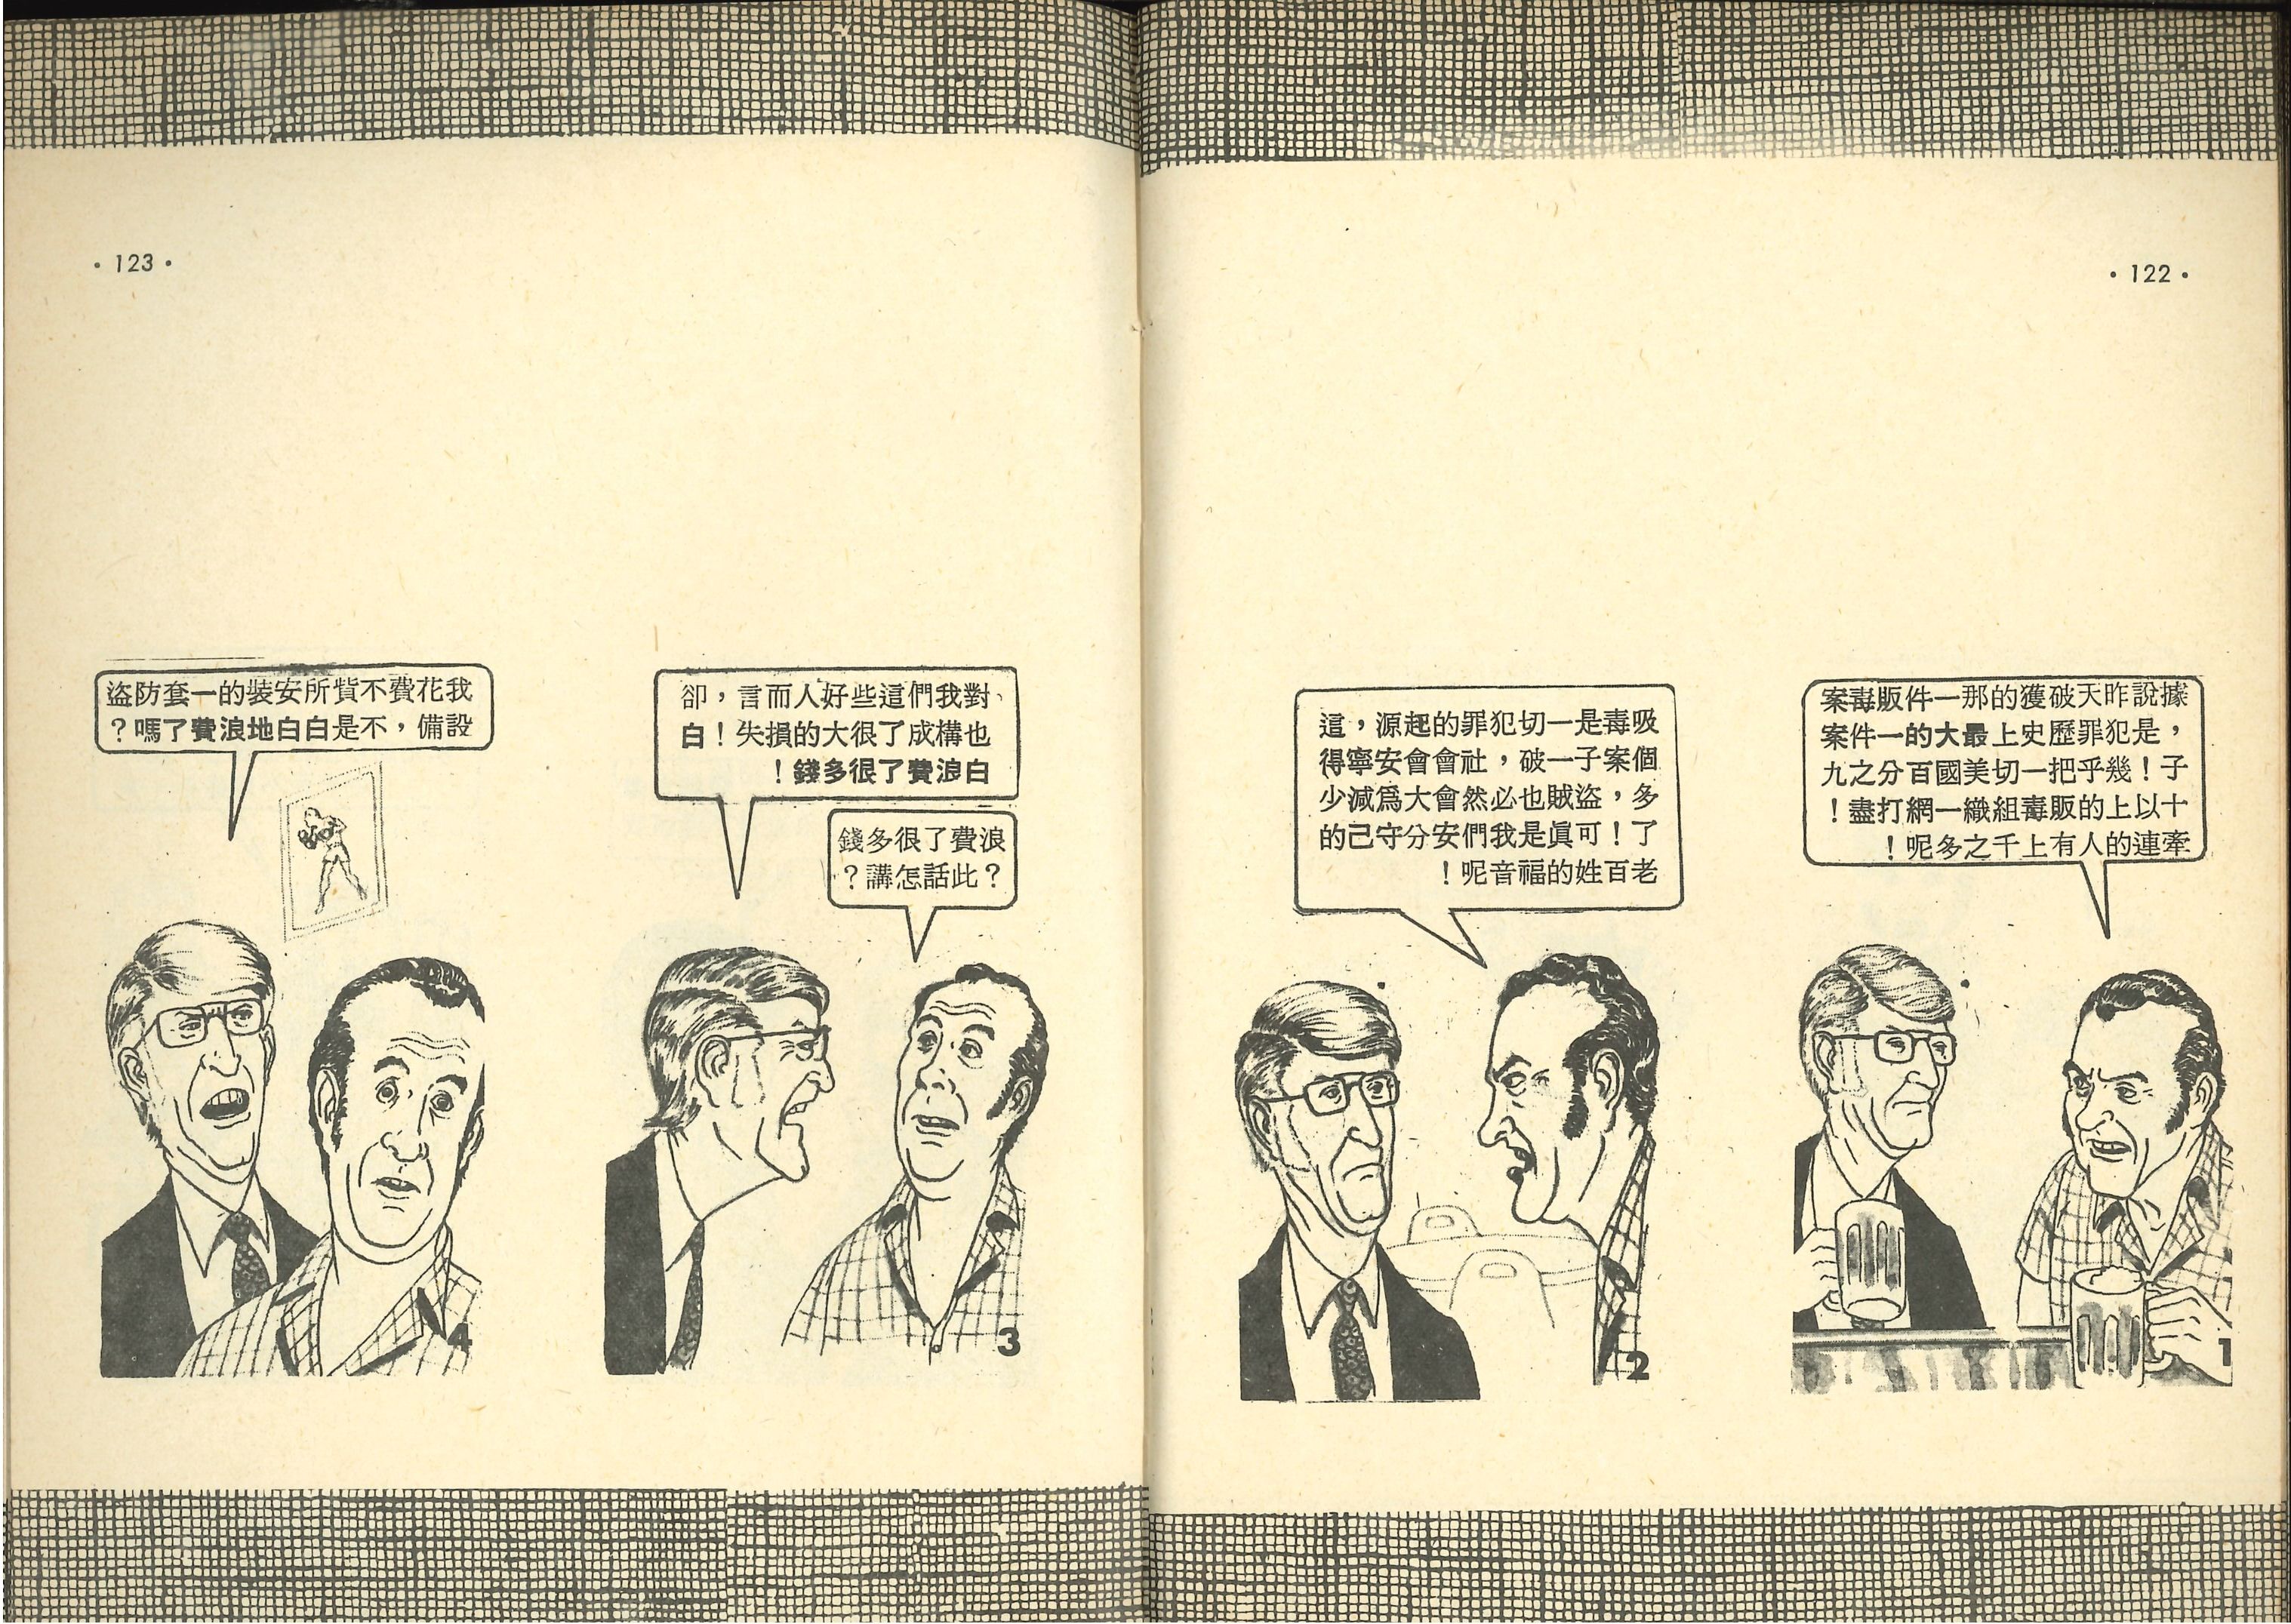 ·122·
據說昨天破獲的那一件販毒案
，是犯罪歷史上最大的一件案
子！幾乎把一切美國百分之九
十以上的販毒組織一網打盡！
牽連的人有上千之多呢！
吸毒是一切犯罪的起源，這
個案子一破，社會會安寧得
多，盜賊也必然會大爲減少
了！可眞是我們安分守己的
老百姓的福音呢！
1
2
·123·
對我們這些好人而言，卻
也構成了很大的損失！白
白浪費了很多錢！
浪費了很多錢
？此話怎講？
我花費不貲所安裝的一套防盜
設備，不是白白地浪費了嗎？
3
4